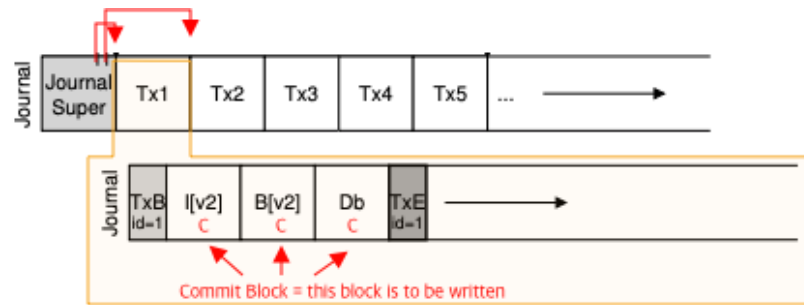 Journal
Journal
Super
Tx1
Tx2
Tx3
Tx4
Tx5
...
Journal
TxB
id=1
I[v2]
C
B[v2]
C
Db
C
TxE
id=1
Commit Block = this block is to be written